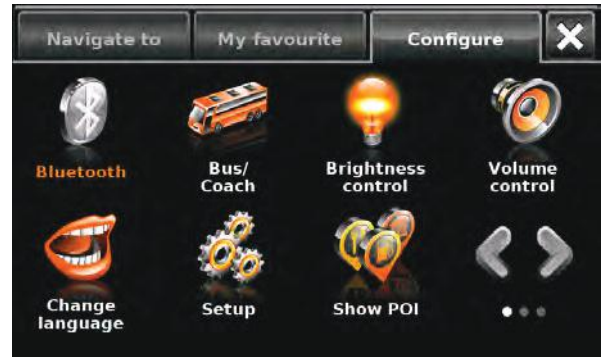 Navigate to
My favourite
Configure
Bluetooth
Bus/
Coach
Brightness
control
Volume
control
Change
language
Setup
Show POI